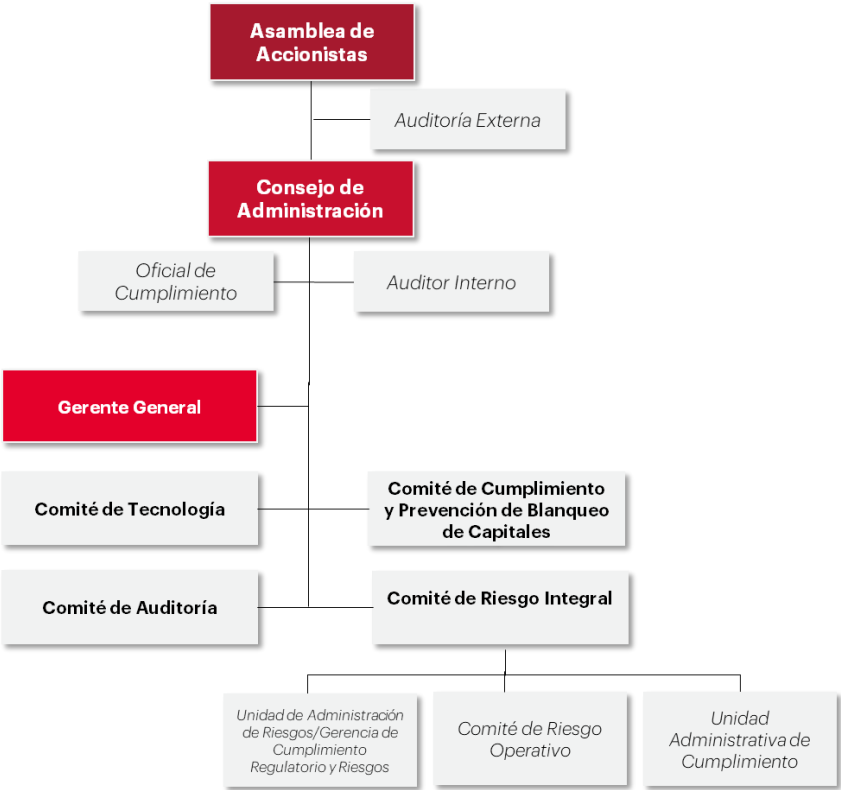 Asamblea de
Accionistas
Auditoría Externa
Consejo de
Administración
Oficial de
Cumplimiento
Auditor Interno
Gerente General
Comité de Tecnología
Comité de Cumplimiento
y Prevención de Blanqueo
de Capitales
Comité de Auditoría
Comité de Riesgo Integral
Unidad de Administración
de Riesgos/Gerencia de
Cumplimiento
Regulatorio y Riesgos
Comité de Riesgo
Operativo
Unidad
Administrativa de
Cumplimiento